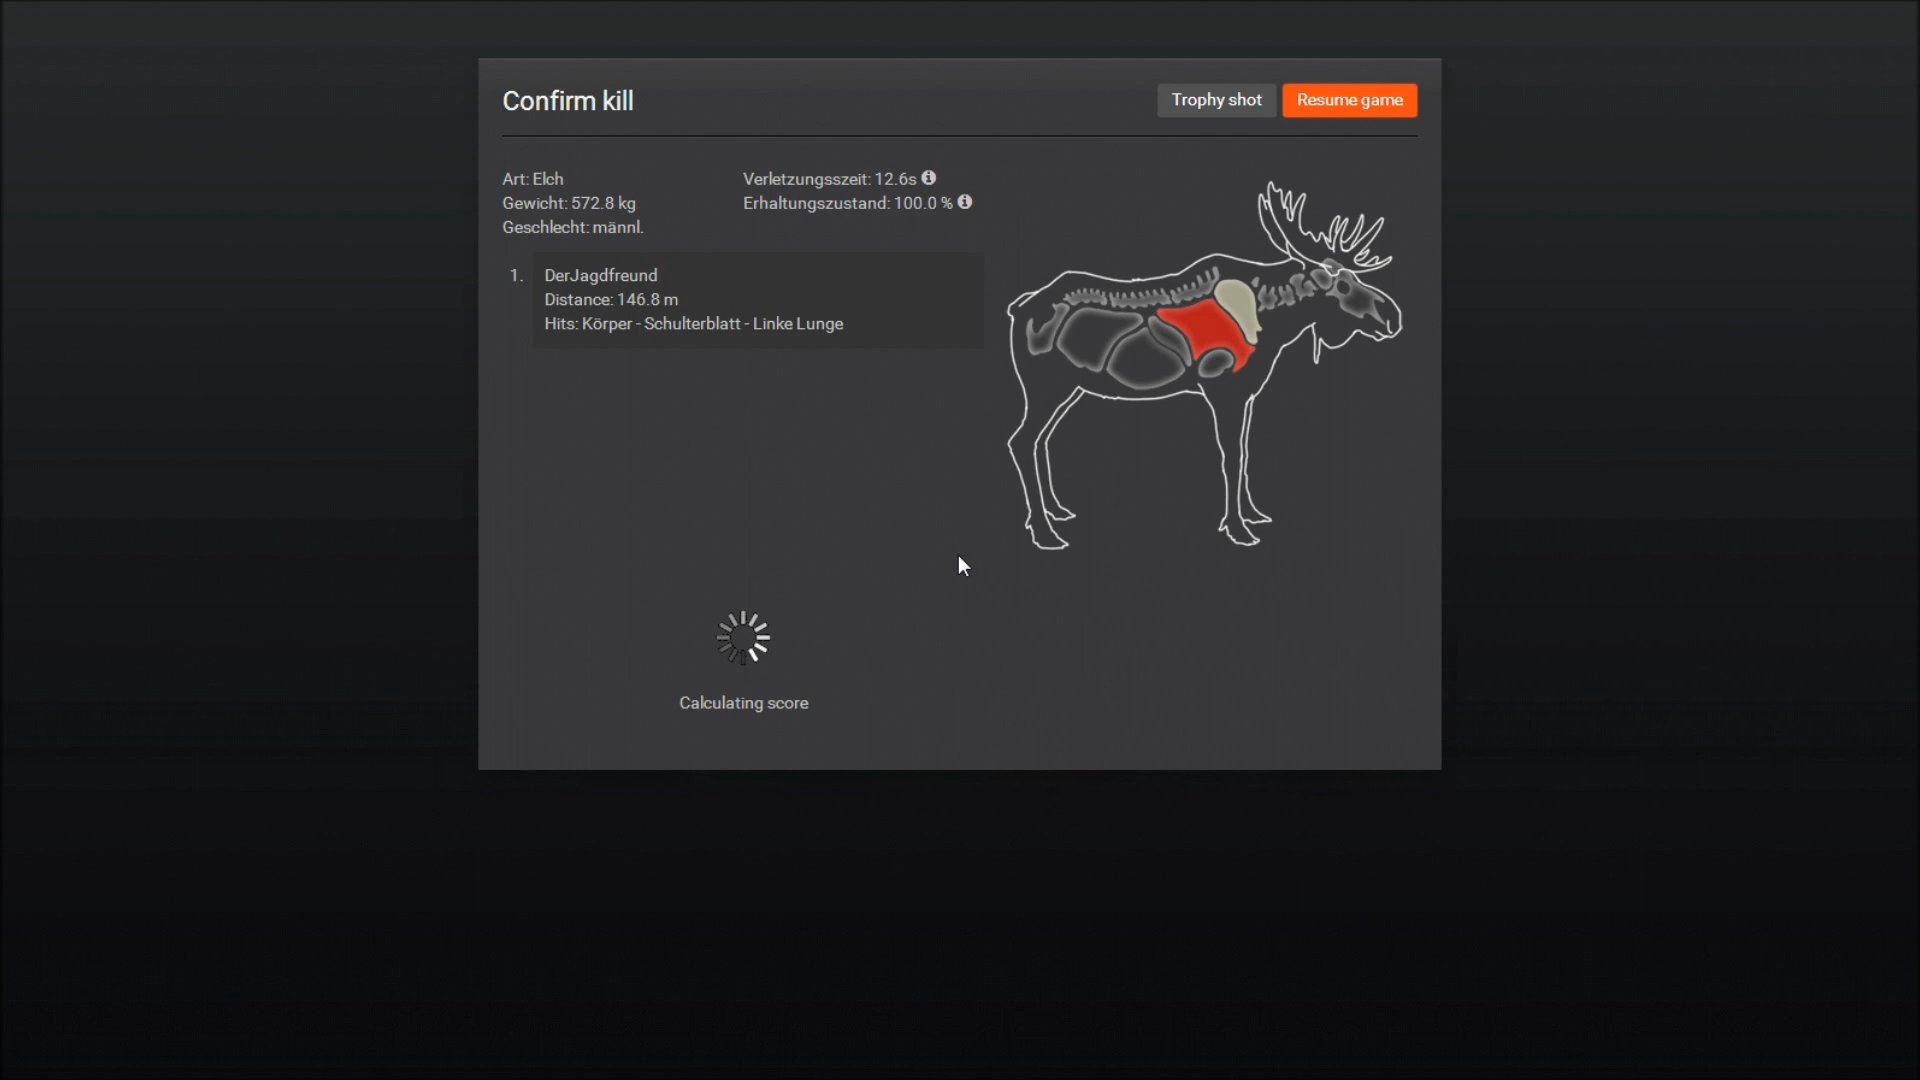 Confirm kill
Trophy shot
Resume game
Art: Elch
Gewicht: 572.8 kg
Geschlecht: männl.
Verletzungsszeit: 12.6s
Erhaltungszustand: 100.0 %
1.
DerJagdfreund
Distance: 146.8 m
Hits: Körper - Schulterblatt - Linke Lunge
Calculating score